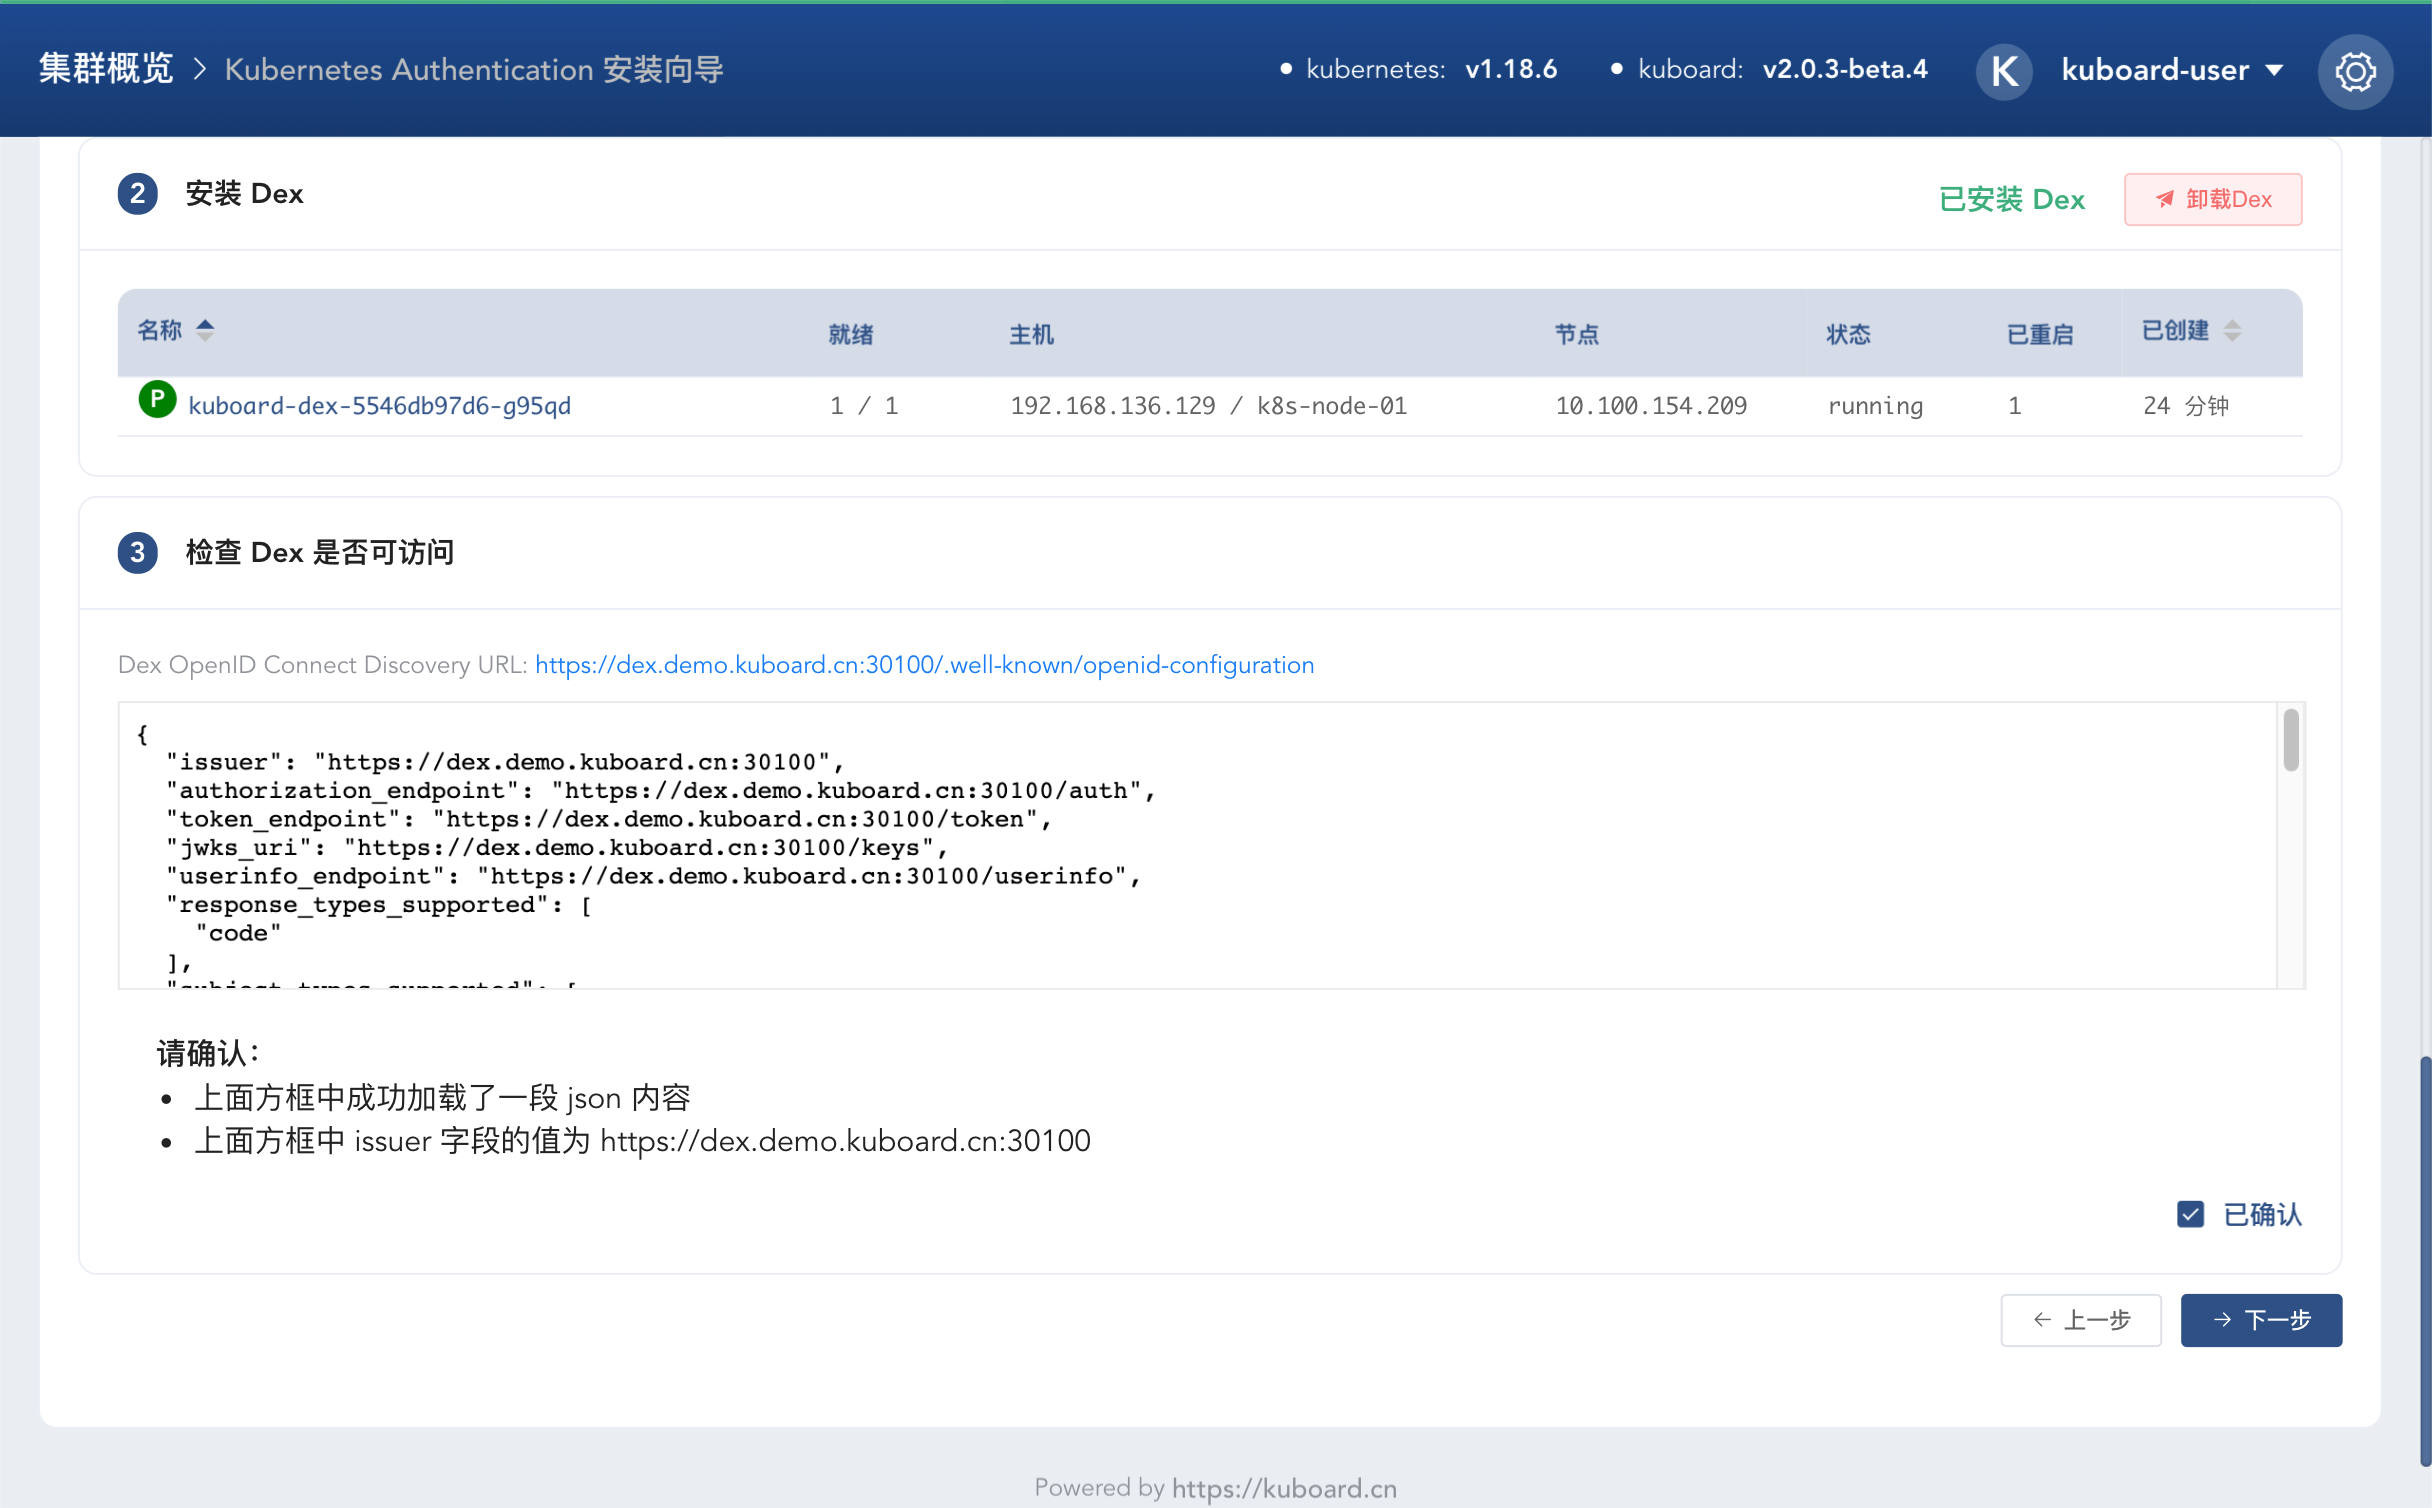 集群概览 > Kubernetes Authentication 安装向导
• kubernetes: v1.18.6 • kuboard: v2.0.3-beta.4 K kuboard-user
2 安装 Dex 已安装 Dex 卸载Dex
名称 就绪 主机 节点 状态 已重启 已创建
P kuboard-dex-5546db97d6-g95qd 1 / 1 192.168.136.129 / k8s-node-01 10.100.154.209 running 1 24 分钟
3 检查 Dex 是否可访问
Dex OpenID Connect Discovery URL: https://dex.demo.kuboard.cn:30100/.well-known/openid-configuration
{
"issuer": "https://dex.demo.kuboard.cn:30100",
"authorization_endpoint": "https://dex.demo.kuboard.cn:30100/auth",
"token_endpoint": "https://dex.demo.kuboard.cn:30100/token",
"jwks_uri": "https://dex.demo.kuboard.cn:30100/keys",
"userinfo_endpoint": "https://dex.demo.kuboard.cn:30100/userinfo",
"response_types_supported": [
"code"
],
"subject_types_supported": [
请确认：
• 上面方框中成功加载了一段 json 内容
• 上面方框中 issuer 字段的值为 https://dex.demo.kuboard.cn:30100
已确认
← 上一步 → 下一步
Powered by https://kuboard.cn